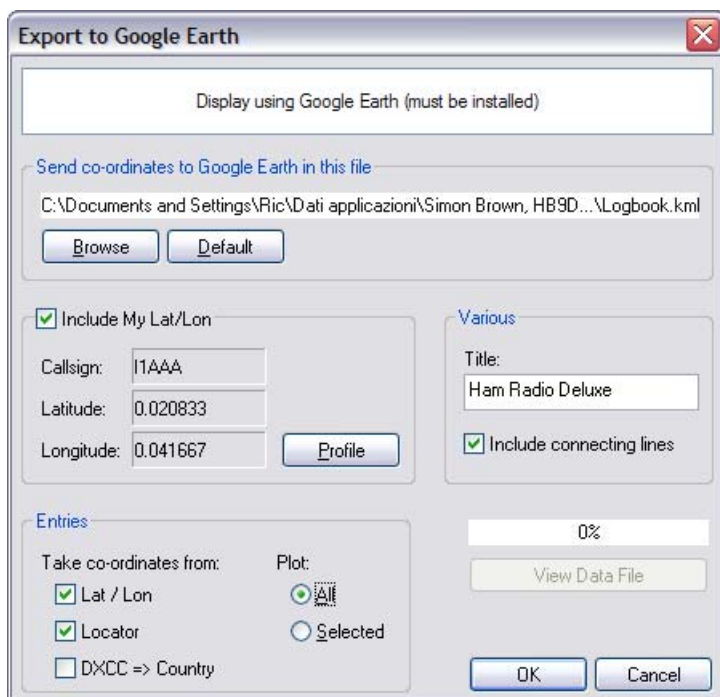 Export to Google Earth
Display using Google Earth (must be installed)
Send co-ordinates to Google Earth in this file
C:\Documents and Settings\Ric\Dati applicazioni\Simon Brown, HB9D...\Logbook.kml
Browse
Default
Include My Lat/Lon
Callsign: I1AAA
Latitude: 0.020833
Longitude: 0.041667
Profile
Various
Title:
Ham Radio Deluxe
Include connecting lines
Entries
Take co-ordinates from:
Lat / Lon
Locator
DXCC => Country
Plot:
All
Selected
0%
View Data File
OK
Cancel